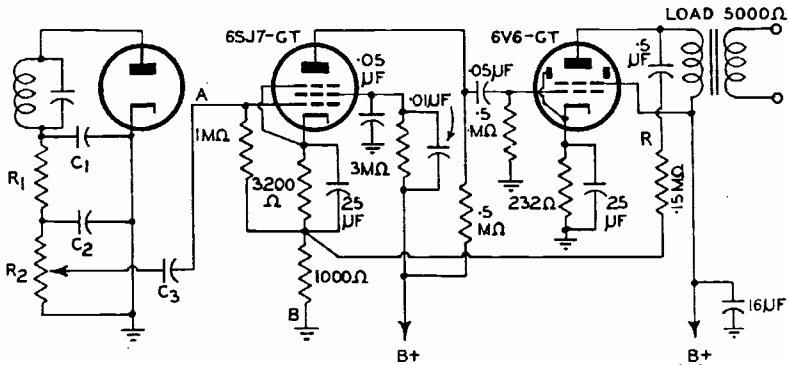 LOAD 5000Ω
6SJ7-GT
6V6-GT
.05
μF
.5
μF
A
.01μF
.05μF
C1
1MΩ
.5
MΩ
R
R1
3MΩ
3200
Ω
25
μF
232Ω
25
μF
.15MΩ
C2
.5
MΩ
R2
C3
1000Ω
B
16μF
B+
B+